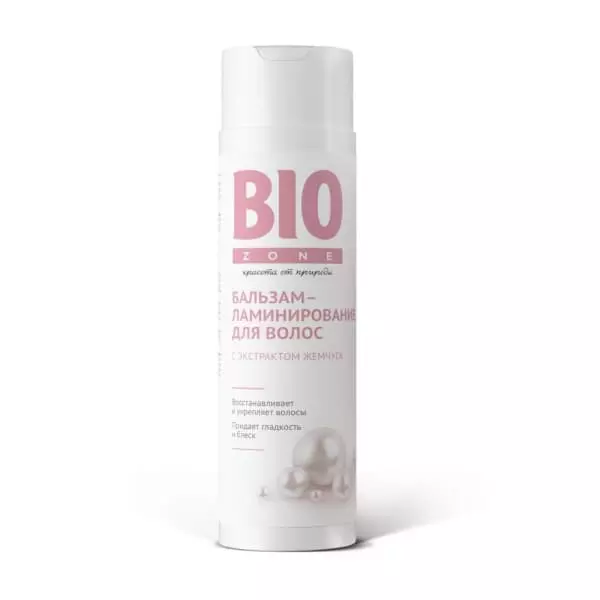 BIO
ZONE
красота от природы
БАЛЬЗАМ–
ЛАМИНИРОВАНИЕ
ДЛЯ ВОЛОС
С ЭКСТРАКТОМ ЖЕМЧУГА
Восстанавливает
и укрепляет волосы
Придает гладкость
и блеск